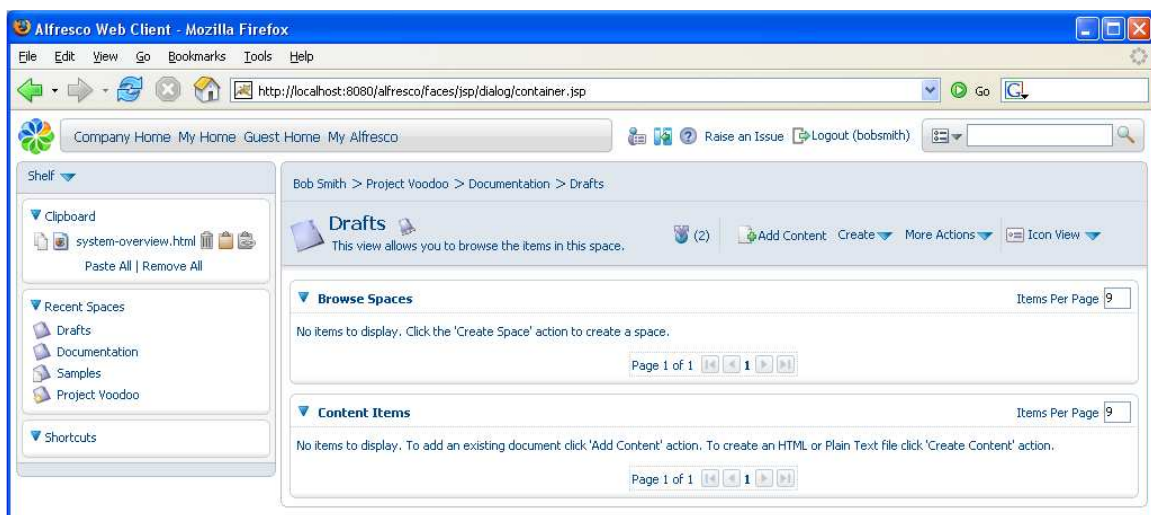 Alfresco Web Client - Mozilla Firefox
File Edit View Go Bookmarks Tools Help
http://localhost:8080/alfresco/faces/jsp/dialog/container.jsp Go G
Company Home My Home Guest Home My Alfresco Raise an Issue Logout (bobsmith)
Shelf
Clipboard
system-overview.html
Paste All | Remove All
Recent Spaces
Drafts
Documentation
Samples
Project Voodoo
Shortcuts
Bob Smith > Project Voodoo > Documentation > Drafts
Drafts
This view allows you to browse the items in this space.
(2) Add Content Create More Actions Icon View
Browse Spaces Items Per Page 9
No items to display. Click the 'Create Space' action to create a space.
Page 1 of 1 1
Content Items Items Per Page 9
No items to display. To add an existing document click 'Add Content' action. To create an HTML or Plain Text file click 'Create Content' action.
Page 1 of 1 1